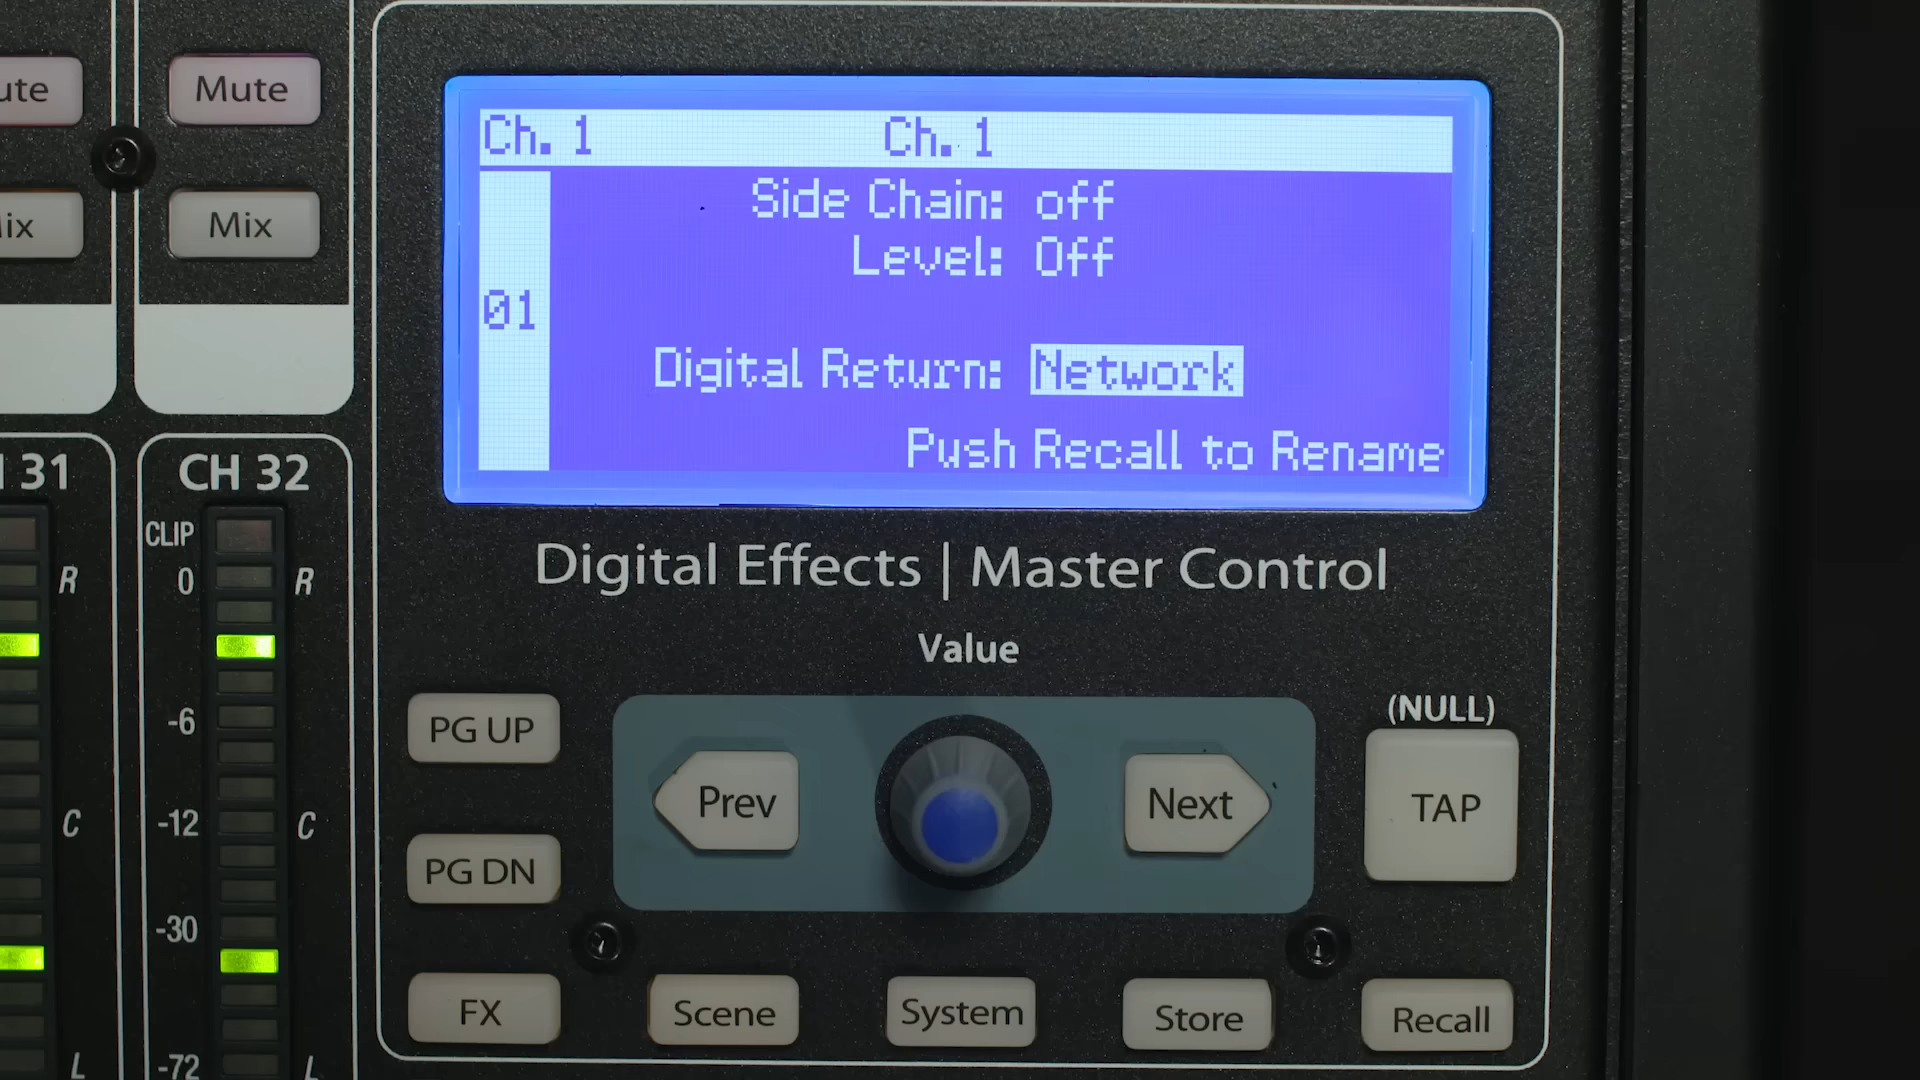 ute
Mute
ix
Mix
Ch. 1
Ch. 1
Side Chain: off
Level: Off
01
Digital Return: Network
Push Recall to Rename
31
CH 32
CLIP
0
R
R
-6
-12
C
C
-30
-72
L
L
Digital Effects | Master Control
Value
PG UP
Prev
Next
(NULL)
TAP
PG DN
FX
Scene
System
Store
Recall